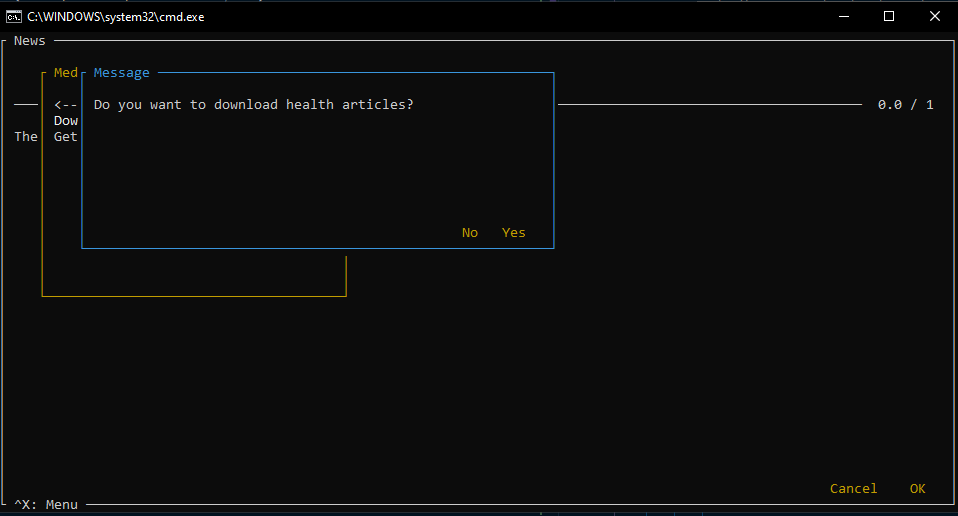 C:\WINDOWS\system32\cmd.exe
News
Med
Message
<--
Do you want to download health articles?
0.0 / 1
Dow
The
Get
No Yes
Cancel OK
^X: Menu